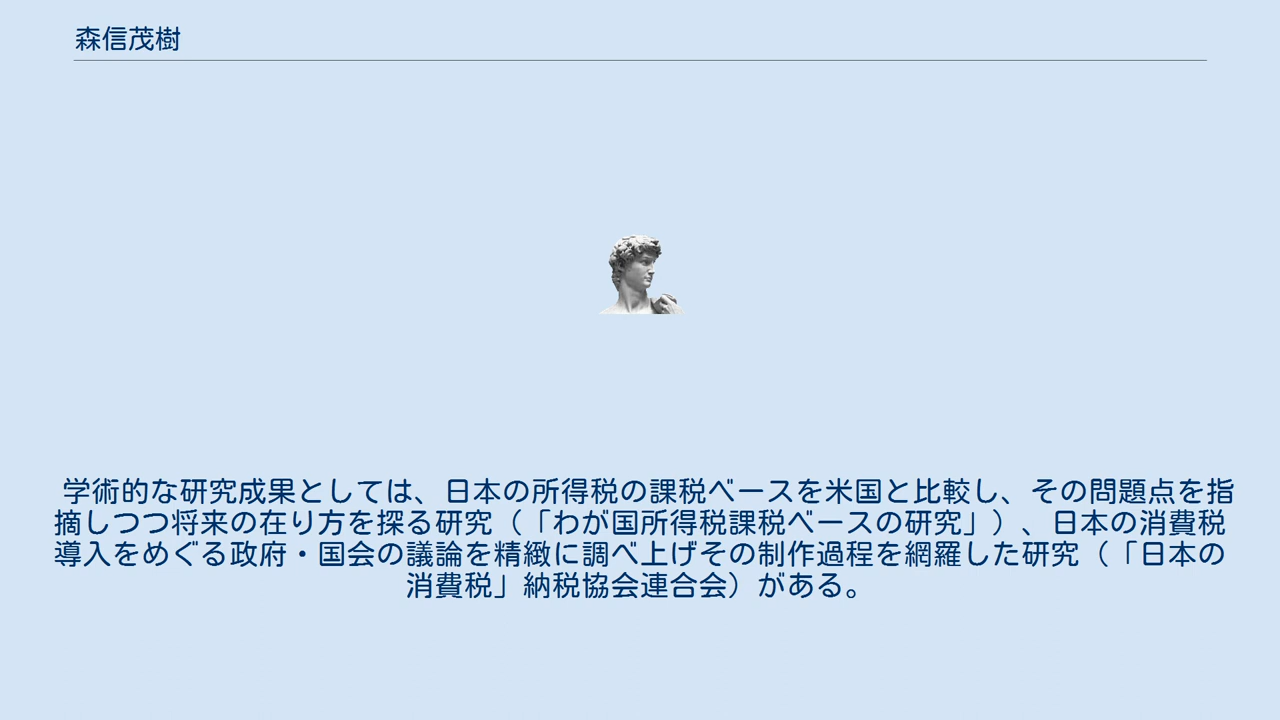 森信茂樹
学術的な研究成果としては、日本の所得税の課税ベースを米国と比較し、その問題点を指
摘しつつ将来の在り方を探る研究（「わが国所得税課税ベースの研究」）、日本の消費税
導入をめぐる政府・国会の議論を精緻に調べ上げその制作過程を網羅した研究（「日本の
消費税」納税協会連合会）がある。